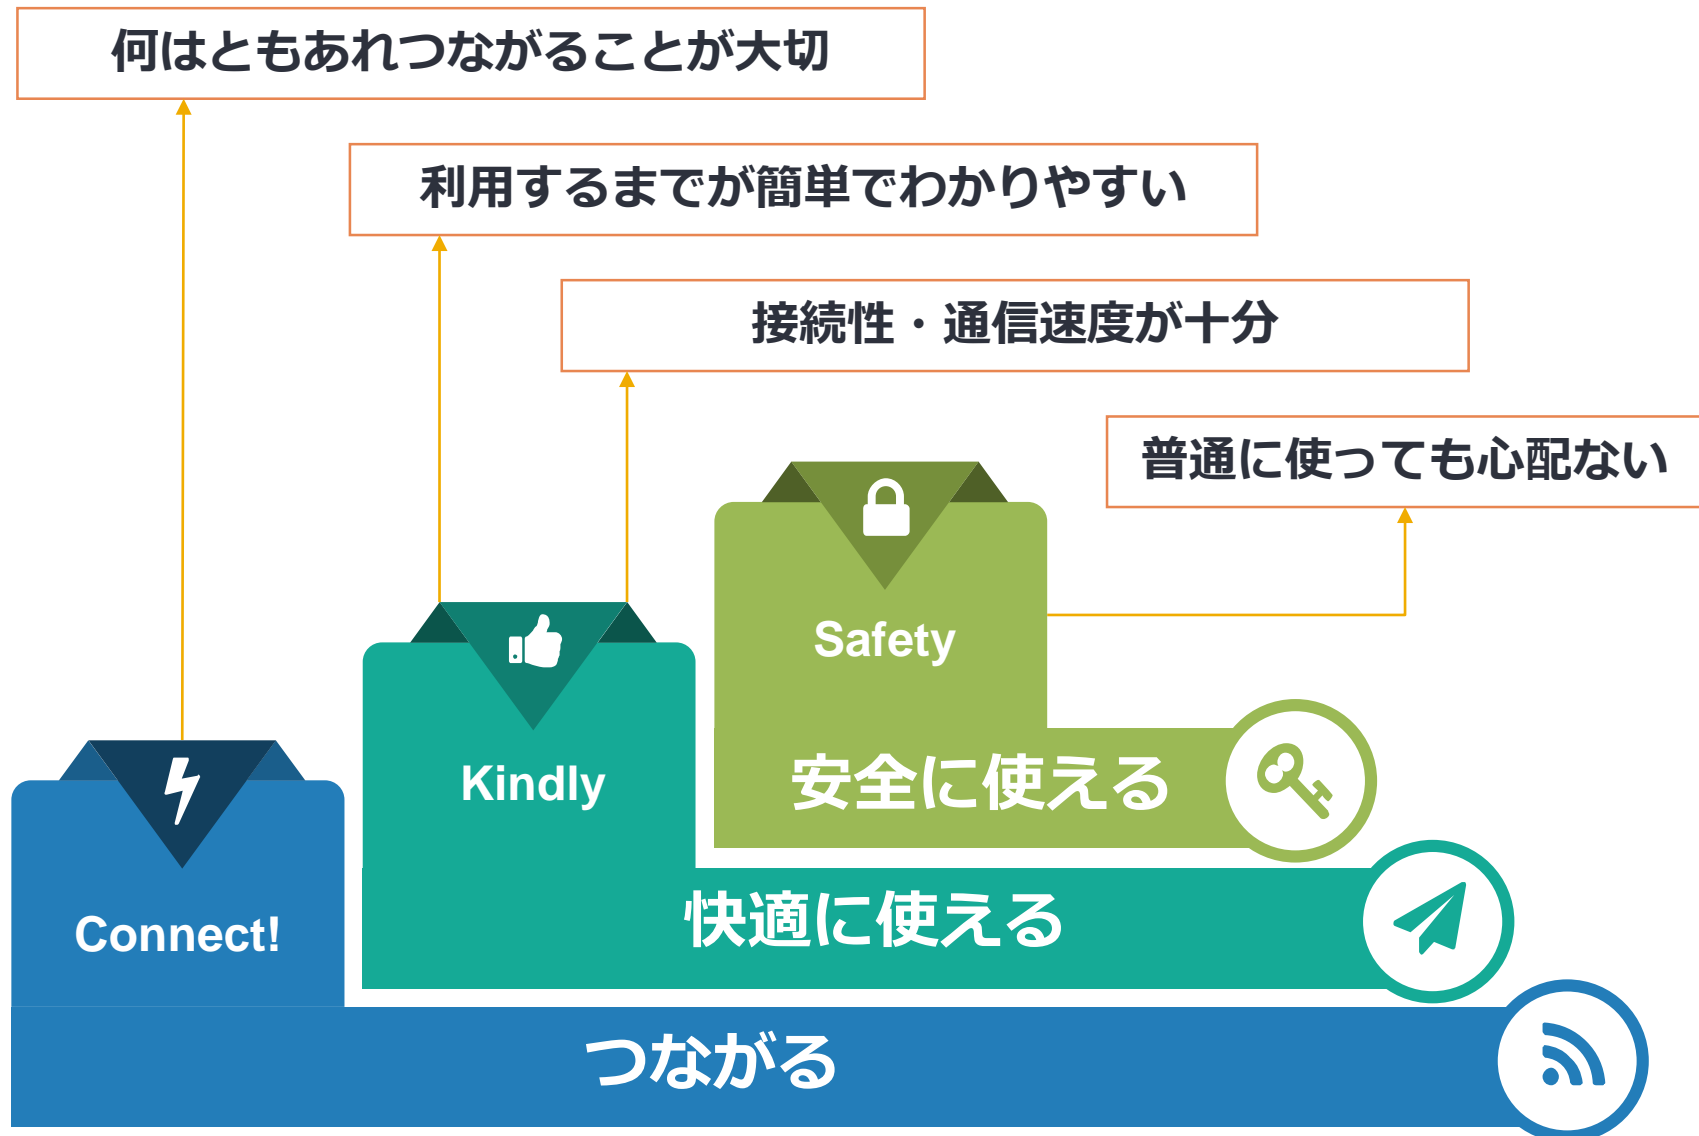 何はともあれつながることが大切
利用するまでが簡単でわかりやすい
接続性・通信速度が十分
普通に使っても心配ない
Safety
安全に使える
Kindly
快適に使える
Connect!
つながる